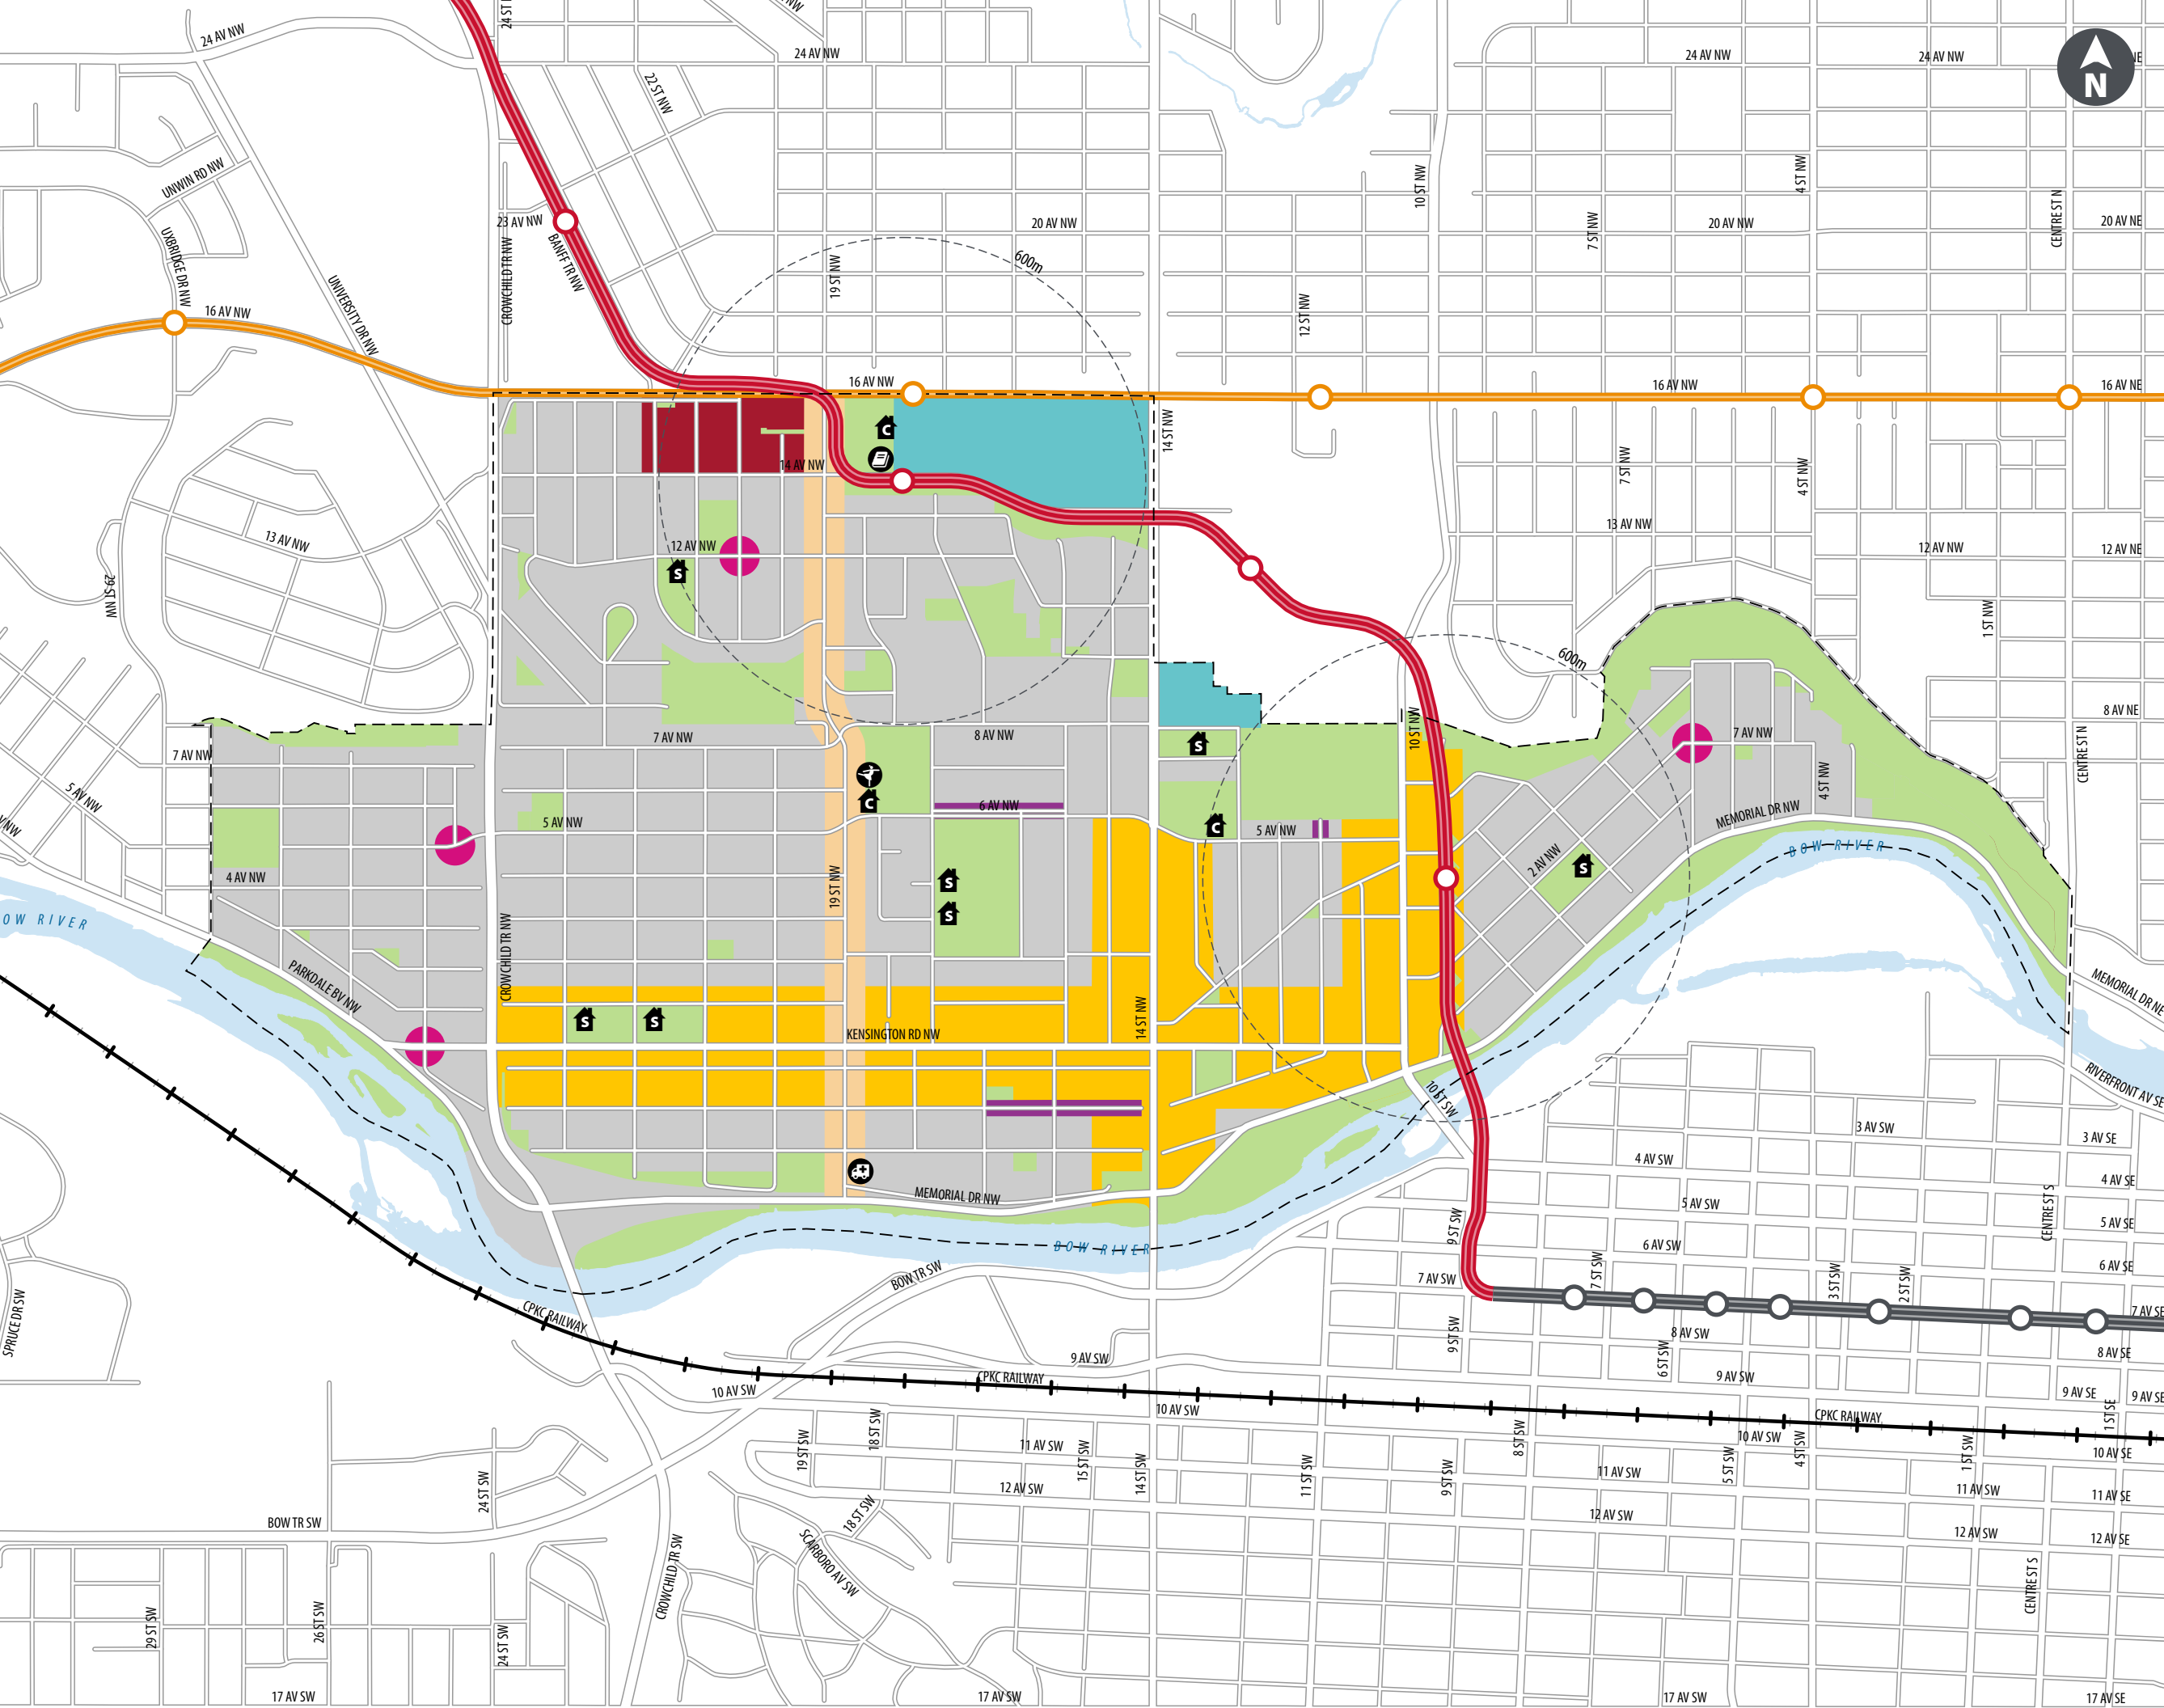 24 ST
NW
24 AV NW
24 AV NW
24 AV NW
24 AV NW
NE
N
22 ST NW
UNWIN RD NW
10 ST NW
4 ST NW
23 AV NW
20 AV NW
7 ST NW
20 AV NW
CENTRE ST N
20 AV NE
UXBRIDGE DR NW
BANFF TR NW
CROWCHILD TR NW
600m
19 ST NW
UNIVERSITY DR NW
16 AV NW
12 ST NW
16 AV NW
16 AV NW
16 AV NE
C
14 ST NW
14 AV NW
7 ST NW
4 ST NW
13 AV NW
13 AV NW
12 AV NW
12 AV NW
12 AV NE
S
29 ST NW
1 ST NW
600m
7 AV NW
7 AV NW
8 AV NW
10 ST NW
S
7 AV NW
8 AV NE
CENTRE ST N
5 AV NW
C
6 AV NW
4 ST NW
V NW
5 AV NW
C
5 AV NW
MEMORIAL DR NW
BOW RIVER
4 AV NW
19 ST NW
S
S
2 AV NW
S
OW RIVER
CROWCHILD TR NW
PARKDALE BV NW
S
S
KENSINGTON RD NW
14 ST NW
MEMORIAL DR NE
RIVERFRONT AV SE
10 ST SW
3 AV SW
3 AV SE
4 AV SW
4 AV SE
MEMORIAL DR NW
5 AV SW
CENTRE ST S
5 AV SE
9 ST SW
BOW RIVER
6 AV SW
6 AV SE
BOW TR SW
7 AV SW
7 ST SW
3 ST SW
2 ST SW
7 AV SE
SPRUCE DR SW
CPKC RAILWAY
9 ST SW
8 AV SW
8 AV SE
9 AV SW
6 ST SW
CPKC RAILWAY
9 AV SW
10 AV SW
9 AV SE
9 AV SE
10 AV SW
1 ST SE
CPKC RAILWAY
19 ST SW
18 ST SW
11 AV SW
8 ST SW
10 AV SW
4 ST SW
1 ST SW
10 AV SE
15 ST SW
14 ST SW
11 ST SW
9 ST SW
11 AV SW
5 ST SW
24 ST SW
12 AV SW
11 AV SW
11 AV SE
BOW TR SW
18 ST SW
12 AV SW
12 AV SW
12 AV SE
SCARBORO AV SW
CROWCHILD TR SW
CENTRE ST S
29 ST SW
26 ST SW
24 ST SW
17 AV SW
17 AV SW
17 AV SW
17 AV SE